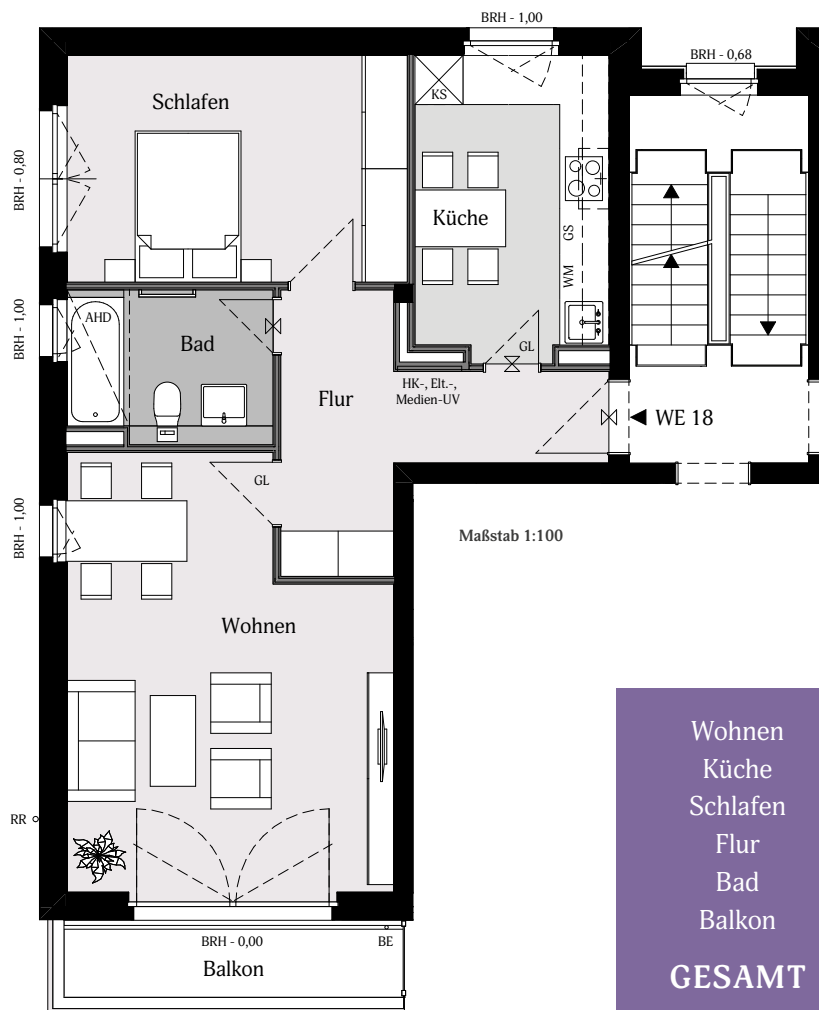 BRH - 1,00
BRH - 0,68
Schlafen
KS
BRH - 0,80
Küche
GS
WM
AHD
BRH - 1,00
Bad
GL
Flur
HK-, Elt.-,
Medien-UV
WE 18
GL
BRH - 1,00
Maßstab 1:100
Wohnen
RR
BRH - 0,00
BE
Balkon
Wohnen
Küche
Schlafen
Flur
Bad
Balkon
GESAMT